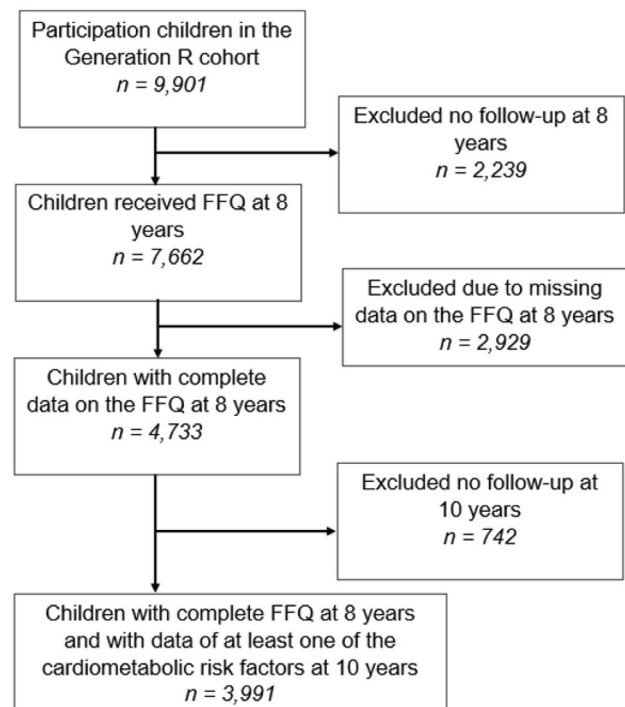 Participation children in the
Generation R cohort
n = 9,901
Excluded no follow-up at 8
years
n = 2,239
Children received FFQ at 8
years
n = 7,662
Excluded due to missing
data on the FFQ at 8 years
n = 2,929
Children with complete
data on the FFQ at 8 years
n = 4,733
Excluded no follow-up at
10 years
n = 742
Children with complete FFQ at 8 years
and with data of at least one of the
cardiometabolic risk factors at 10 years
n = 3,991